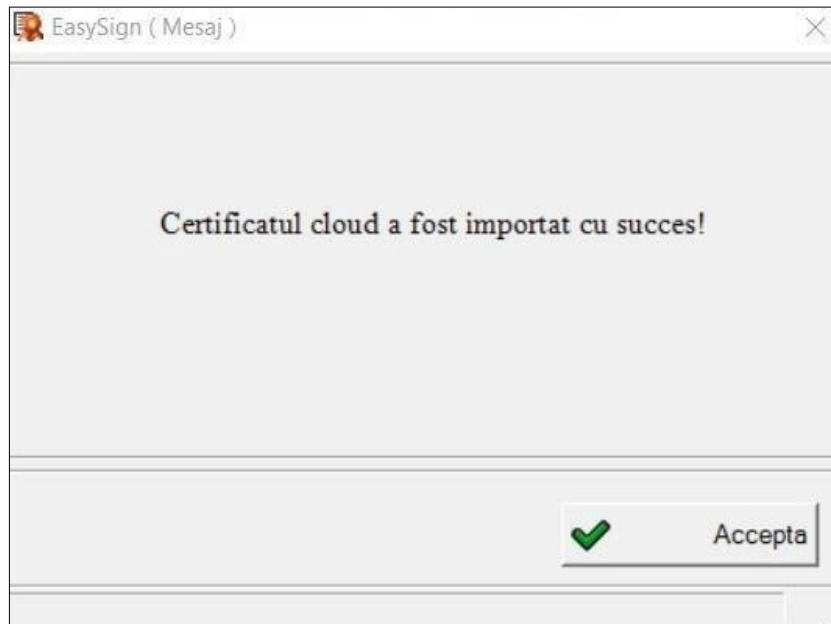 EasySign ( Mesaj )
Certificatul cloud a fost importat cu succes!
Accepta